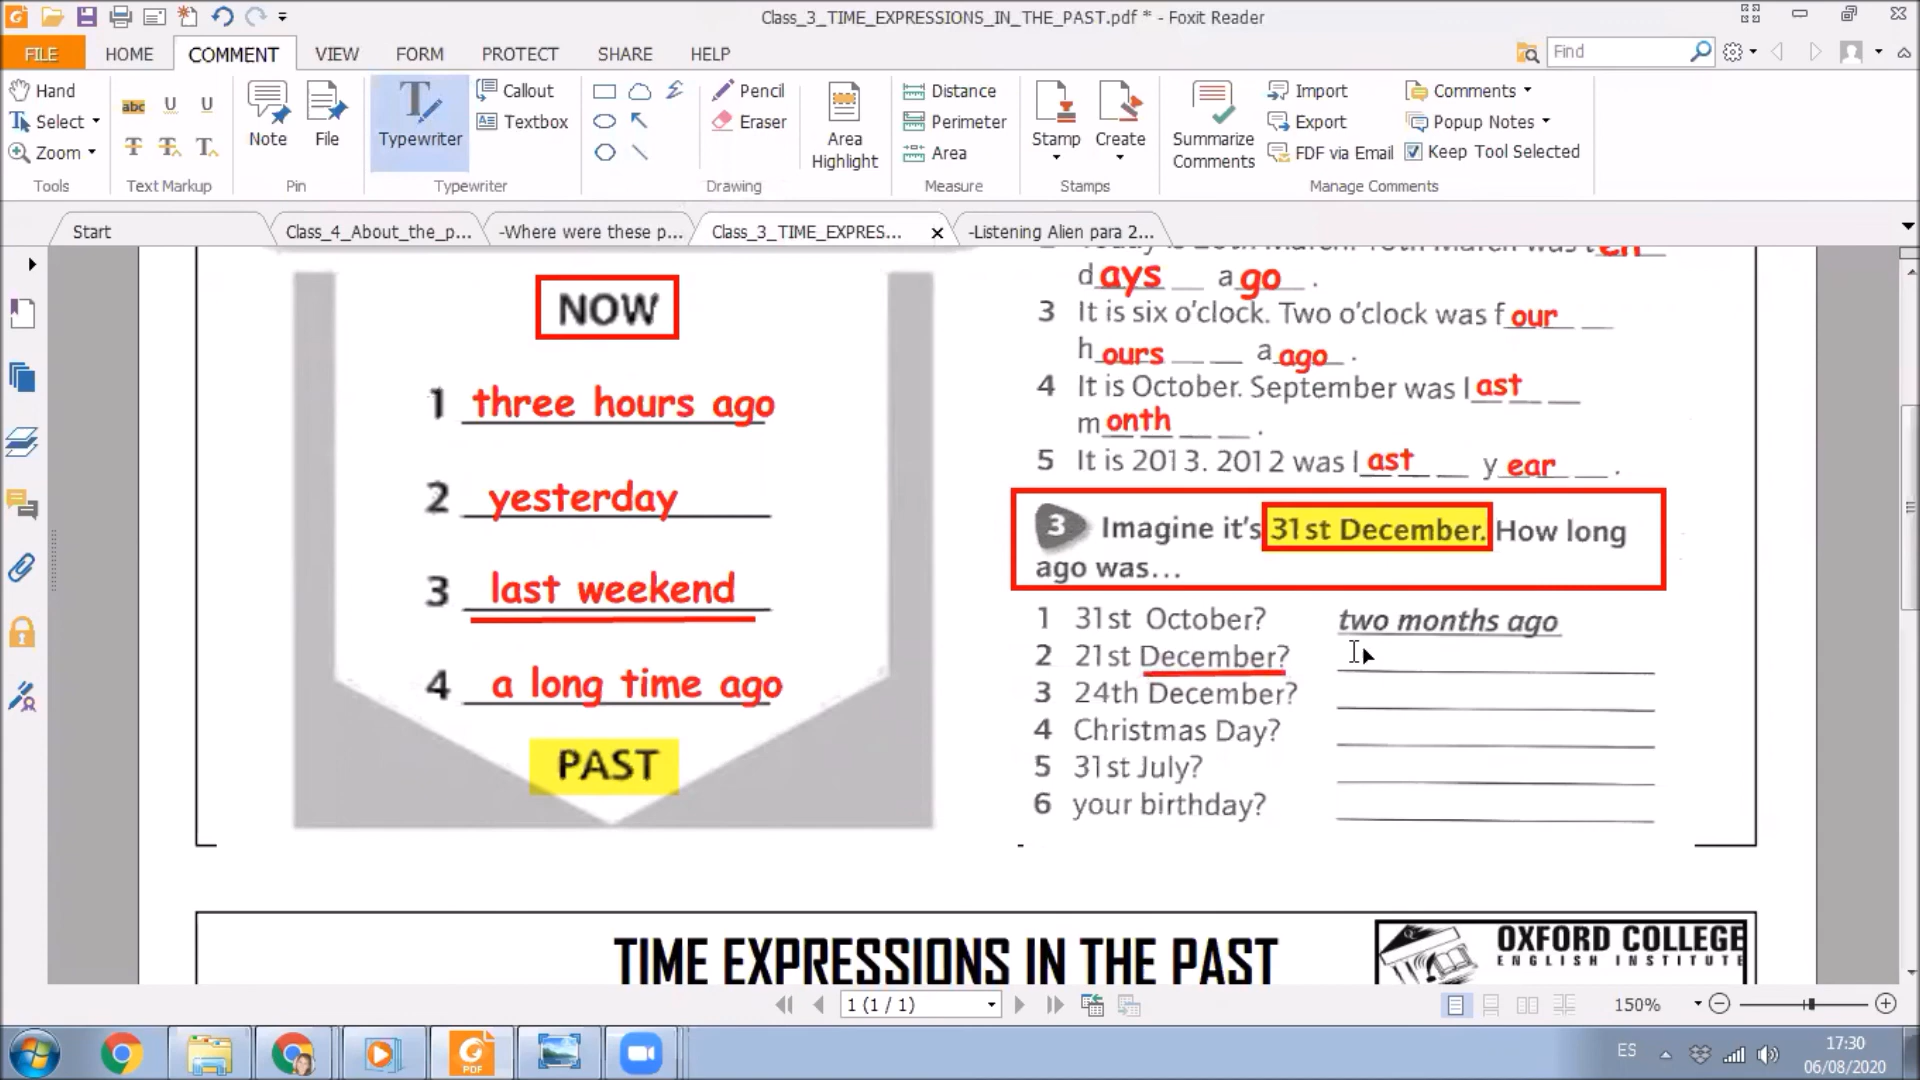 Class_3_TIME_EXPRESSIONS_IN_THE_PAST.pdf * - Foxit Reader
FILE HOME COMMENT VIEW FORM PROTECT SHARE HELP Find
Hand
Select
Zoom
Tools
abc U U
T T T
Text Markup
Note File
Pin
Typewriter
Callout
Textbox
Typewriter
Pencil
Eraser
Drawing
Area
Highlight
Distance
Perimeter
Area
Measure
Stamp Create
Stamps
Summarize
Comments
Import
Export
FDF via Email
Comments
Popup Notes
Keep Tool Selected
Manage Comments
Start Class_4_About_the_p... -Where were these p... Class_3_TIME_EXPRES... -Listening Alien para 2...
NOW
1 three hours ago
2 yesterday
3 last weekend
4 a long time ago
PAST
days ago .
3 It is six o'clock. Two o'clock was four
hours aago .
4 It is October. September was last
month .
5 It is 2013. 2012 was last year .
3 Imagine it's 31st December. How long
ago was...
1 31st October? two months ago
2 21st December?
3 24th December?
4 Christmas Day?
5 31st July?
6 your birthday?
TIME EXPRESSIONS IN THE PAST
OXFORD COLLEGE
ENGLISH INSTITUTE
1 (1 / 1) 150%
PDF
ES
17:30
06/08/2020